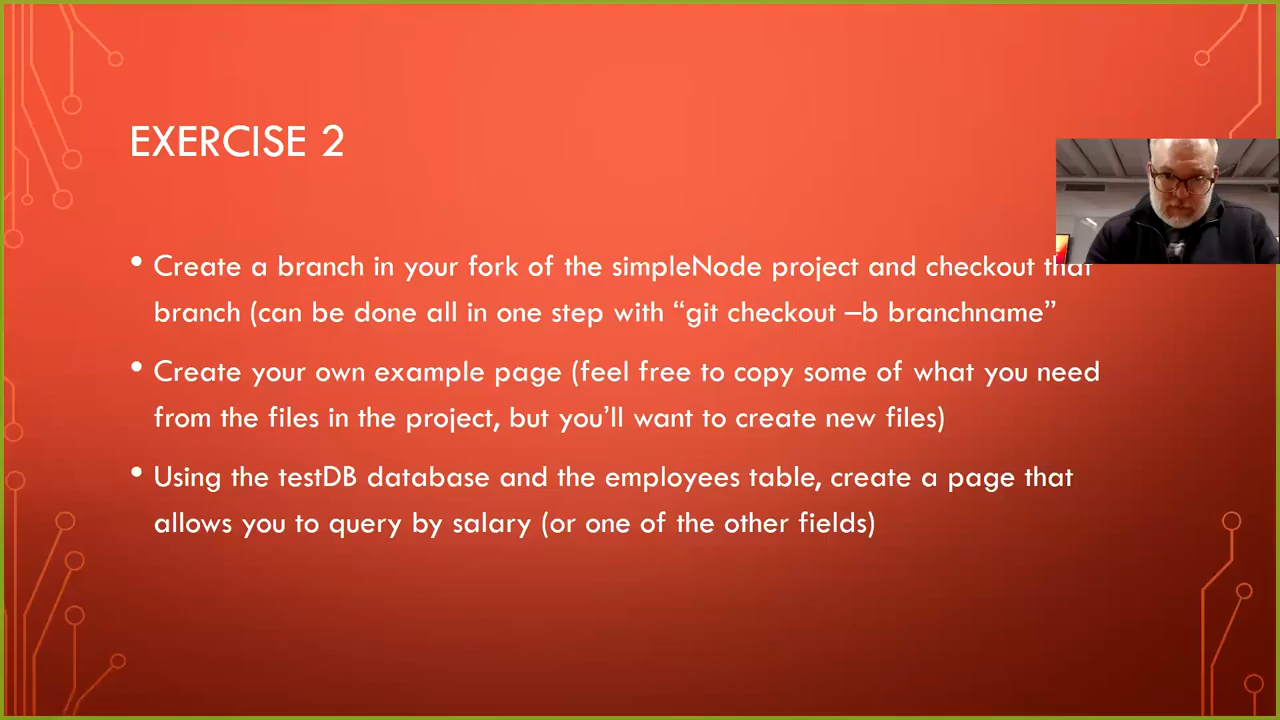 EXERCISE 2
• Create a branch in your fork of the simpleNode project and checkout that
branch (can be done all in one step with “git checkout –b branchname”
• Create your own example page (feel free to copy some of what you need
from the files in the project, but you’ll want to create new files)
• Using the testDB database and the employees table, create a page that
allows you to query by salary (or one of the other fields)